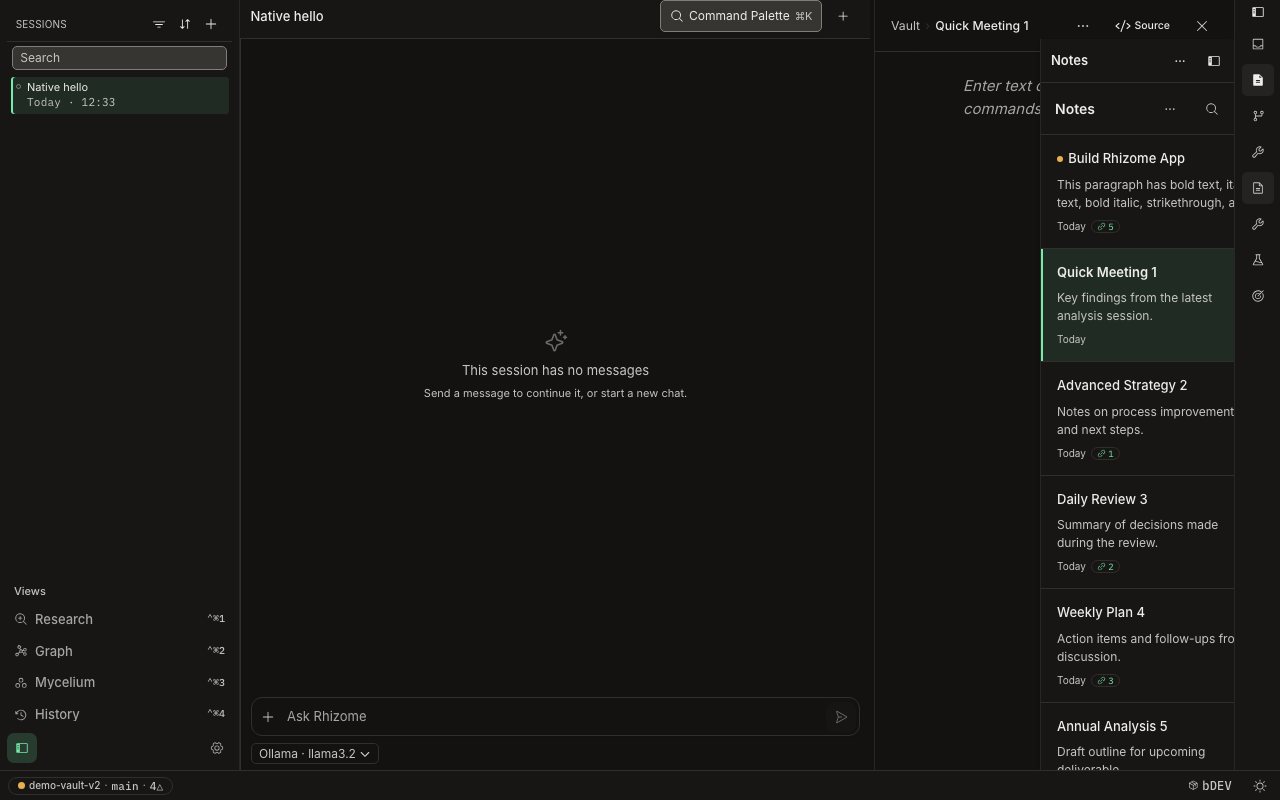 SESSIONS
Search
Native hello
Today · 12:33
Views
Research ⌃⌘1
Graph ⌃⌘2
Mycelium ⌃⌘3
History ⌃⌘4
demo-vault-v2 · main · 4△
Native hello
Command Palette ⌘K
This session has no messages
Send a message to continue it, or start a new chat.
Ask Rhizome
Ollama · llama3.2
Vault › Quick Meeting 1
··· </> Source
Enter text
commands
Notes
Notes
Build Rhizome App
This paragraph has bold text, it
text, bold italic, strikethrough, a
Today 5
Quick Meeting 1
Key findings from the latest
analysis session.
Today
Advanced Strategy 2
Notes on process improvement
and next steps.
Today 1
Daily Review 3
Summary of decisions made
during the review.
Today 2
Weekly Plan 4
Action items and follow-ups fro
discussion.
Today 3
Annual Analysis 5
Draft outline for upcoming
deliverable.
bDEV